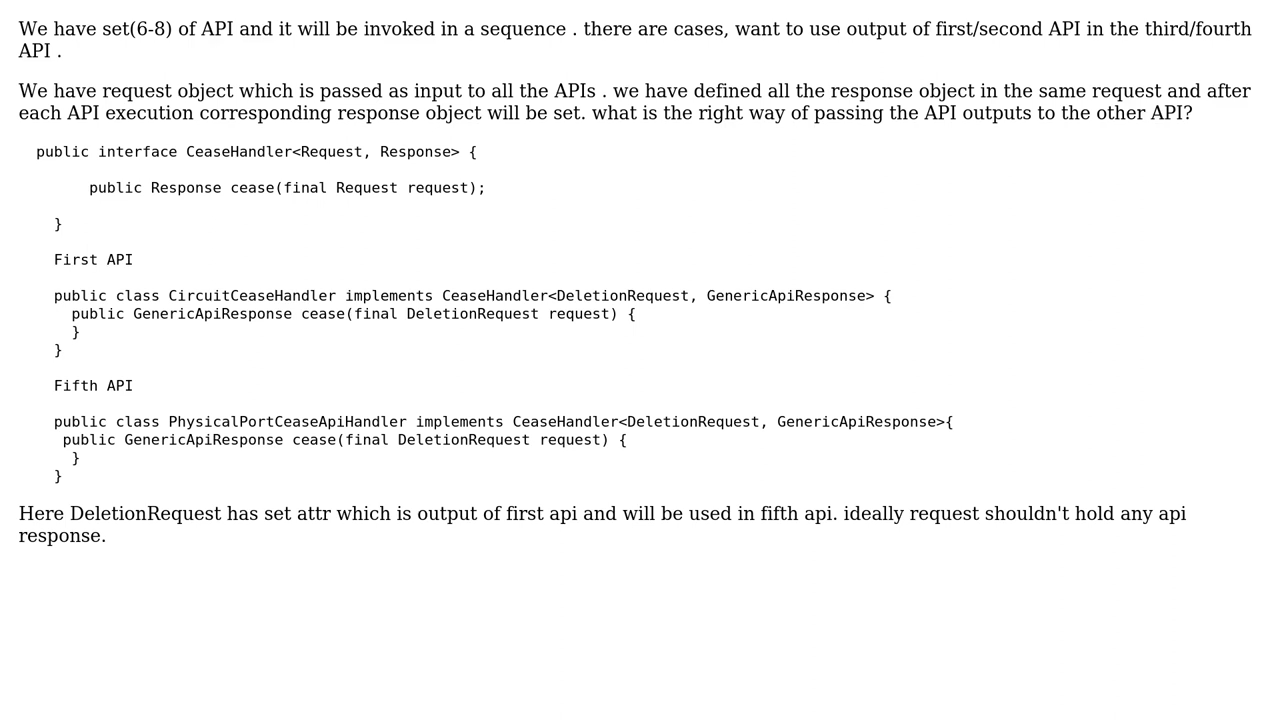 We have set(6-8) of API and it will be invoked in a sequence . there are cases, want to use output of first/second API in the third/fourth
API .
We have request object which is passed as input to all the APIs . we have defined all the response object in the same request and after
each API execution corresponding response object will be set. what is the right way of passing the API outputs to the other API?
public interface CeaseHandler<Request, Response> {
public Response cease(final Request request);
}
First API
public class CircuitCeaseHandler implements CeaseHandler<DeletionRequest, GenericApiResponse> {
public GenericApiResponse cease(final DeletionRequest request) {
}
}
Fifth API
public class PhysicalPortCeaseApiHandler implements CeaseHandler<DeletionRequest, GenericApiResponse>{
public GenericApiResponse cease(final DeletionRequest request) {
}
}
Here DeletionRequest has set attr which is output of first api and will be used in fifth api. ideally request shouldn't hold any api
response.